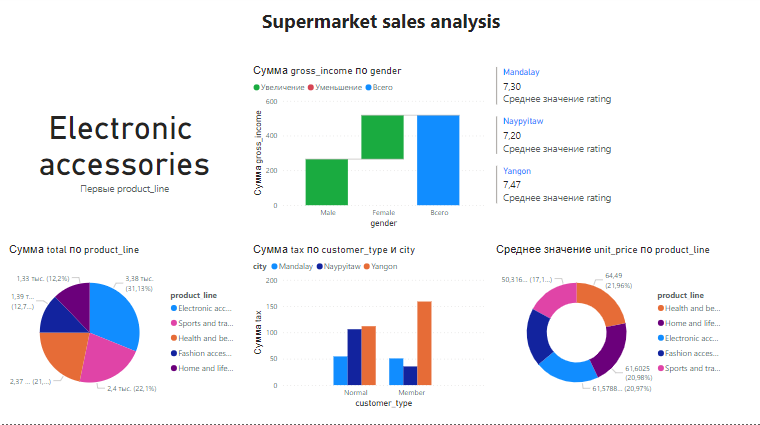 Supermarket sales analysis
Electronic
accessories
Первые product_line
Сумма gross_income по gender
Увеличение Уменьшение Всего
600
400
200
0
Сумма gross_income
Male Female Всего
gender
Mandalay
7,30
Среднее значение rating
Naypyitaw
7,20
Среднее значение rating
Yangon
7,47
Среднее значение rating
Сумма total по product_line
1,33 тыс. (12,2%)
3,38 тыс.
(31,13%)
1,39 т...
(12,7...)
2,37 ... (21,...)
2,4 тыс. (22,1%)
product_line
Electronic acc...
Sports and tra...
Health and be...
Fashion acces...
Home and life...
Сумма tax по customer_type и city
city Mandalay Naypyitaw Yangon
200
150
100
50
0
Сумма tax
Normal Member
customer_type
Среднее значение unit_price по product_line
50,316... (17,1...)
64,49
(21,96%)
61,6025
(20,98%)
61,5788... (20,97%)
product_line
Health and be...
Home and life...
Electronic acc...
Fashion acces...
Sports and tra...